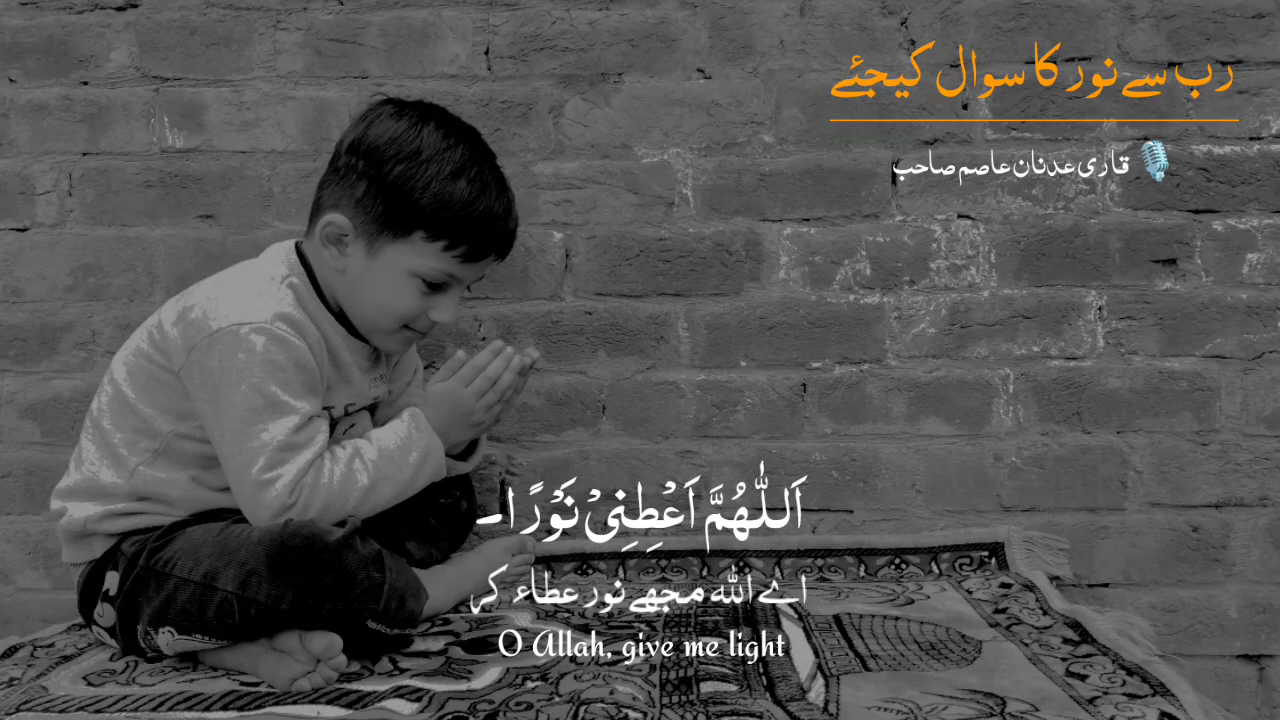 رب سے نور کا سوال کیجئے
قاری عدنان عاصم صاحب
اَللّٰهُمَّ اَعْطِنِیْ نَوْرًا۔
اے اللہ مجھے نور عطاء کر
O Allah, give me light